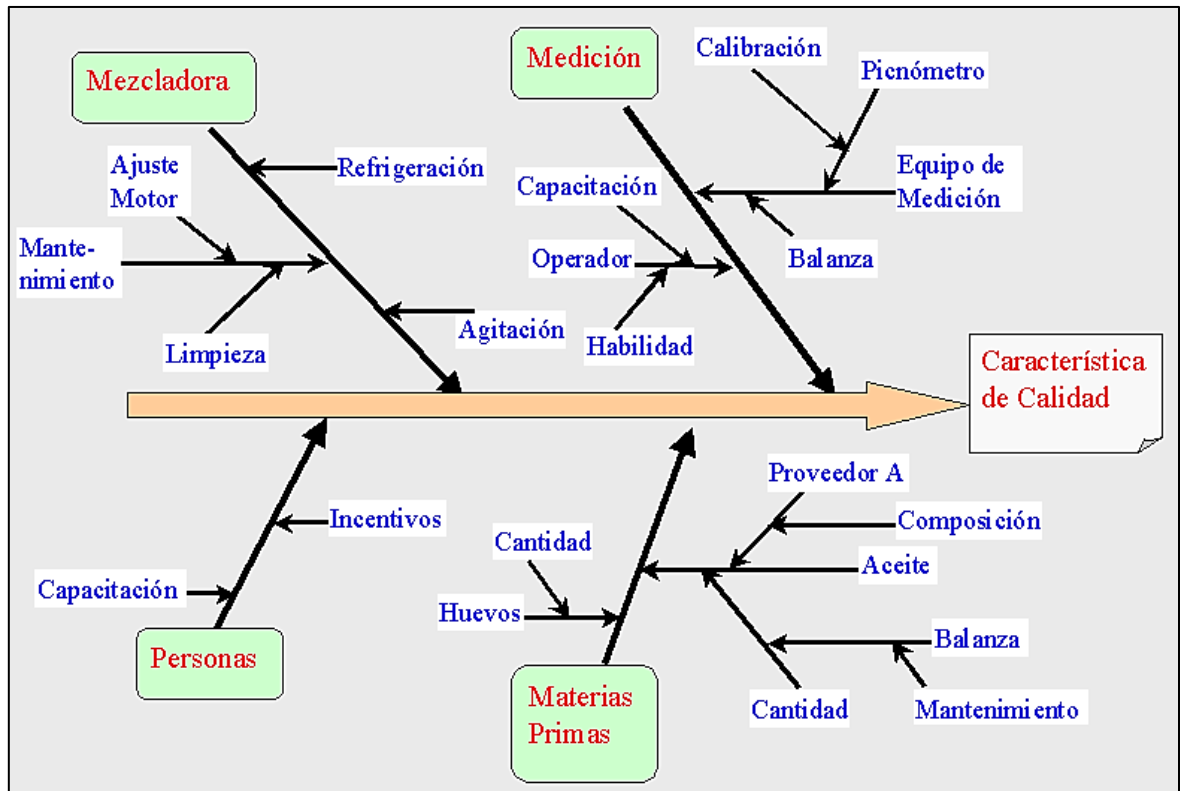 Mezcladora
Medición
Calibración
Picnómetro
Ajuste
Motor
Refrigeración
Capacitación
Equipo de
Medición
Mante-
nimiento
Operador
Balanza
Limpieza
Agitación
Habilidad
Característica
de Calidad
Proveedor A
Incentivos
Cantidad
Composición
Aceite
Capacitación
Huevos
Balanza
Personas
Materias
Primas
Cantidad
Mantenimiento